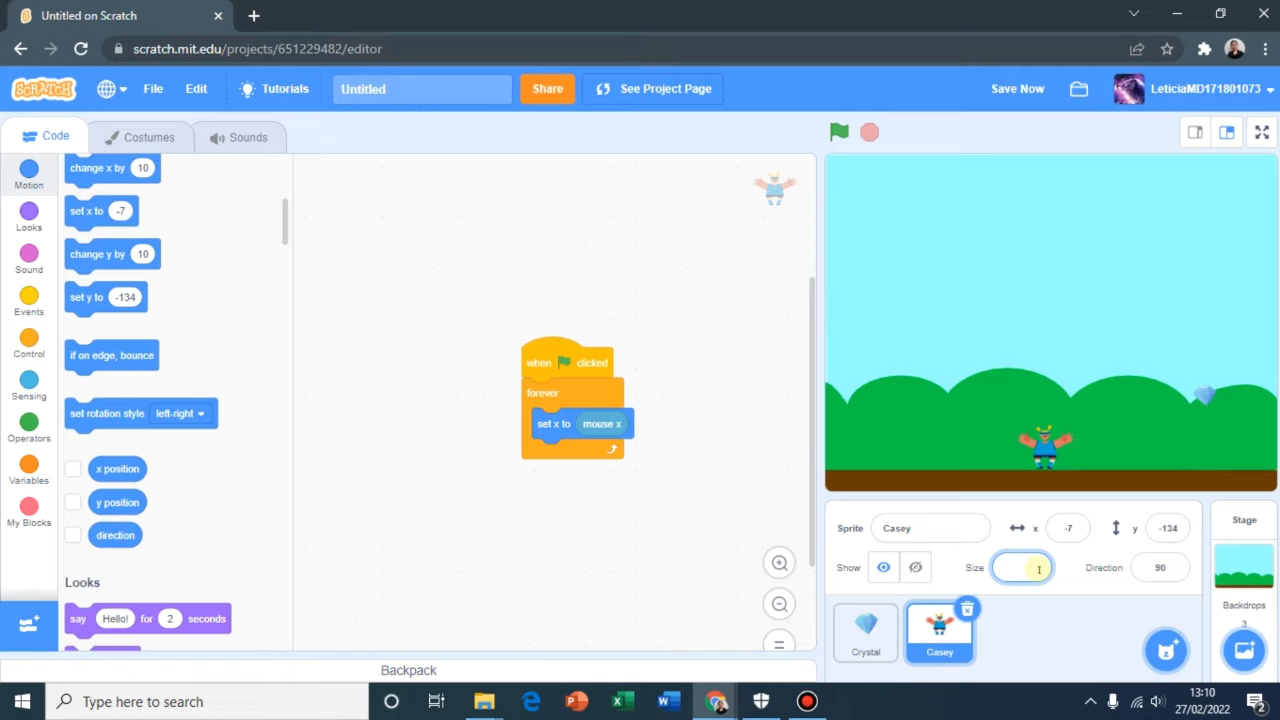 Untitled on Scratch
scratch.mit.edu/projects/651229482/editor
SCRATCH
File
Edit
Tutorials
Untitled
Share
See Project Page
Save Now
LeticiaMD171801073
Code
Costumes
Sounds
Motion
Looks
Sound
Events
Control
Sensing
Operators
Variables
My Blocks
change x by 10
set x to -7
change y by 10
set y to -134
if on edge, bounce
set rotation style left-right
x position
y position
direction
Looks
say Hello! for 2 seconds
when clicked
forever
set x to mouse x
Sprite Casey x -7 y -134
Show Size Direction 90
Crystal
Casey
Stage
Backdrops
3
Backpack
Type here to search
13:10
27/02/2022
2